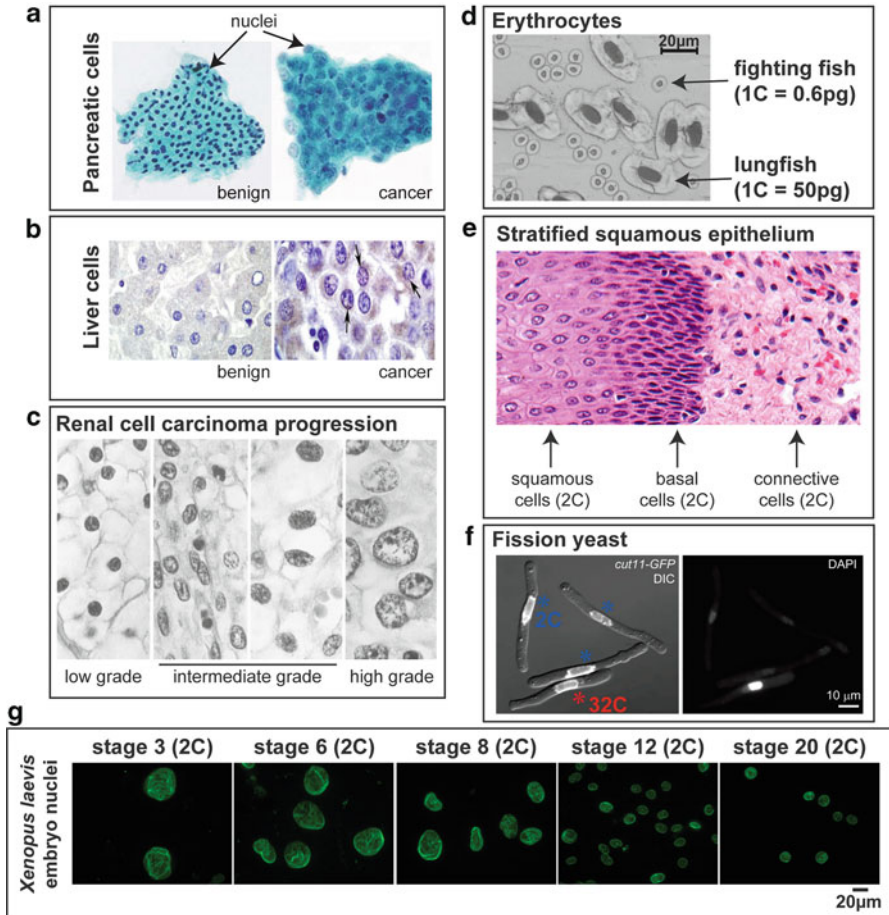 a
Pancreatic cells
nuclei
benign
cancer
b
Liver cells
benign
cancer
c
Renal cell carcinoma progression
low grade
intermediate grade
high grade
d
Erythrocytes
20μm
fighting fish
(1C = 0.6pg)
lungfish
(1C = 50pg)
e
Stratified squamous epithelium
squamous
cells (2C)
basal
cells (2C)
connective
cells (2C)
f
Fission yeast
cut11-GFP
DIC
DAPI
*
2C
*
*
* 32C
10 μm
g
Xenopus laevis
embryo nuclei
stage 3 (2C)
stage 6 (2C)
stage 8 (2C)
stage 12 (2C)
stage 20 (2C)
20μm